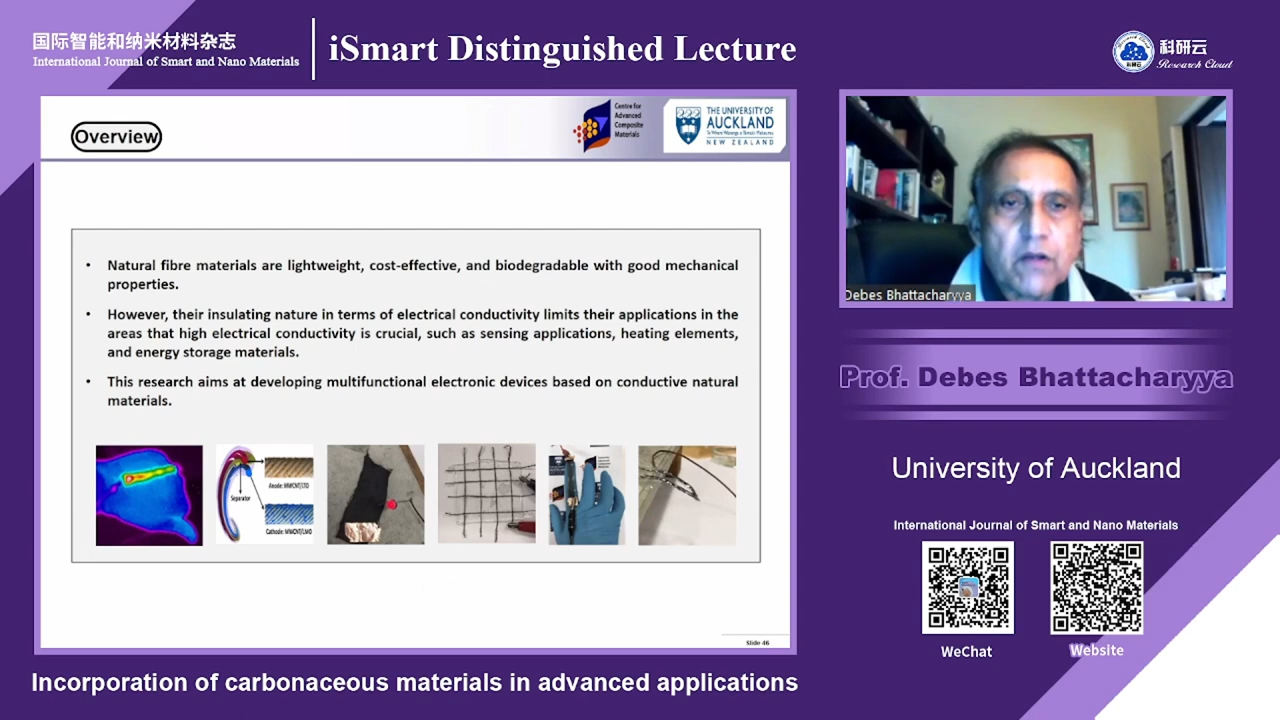 国际智能和纳米材料杂志
International Journal of Smart and Nano Materials
iSmart Distinguished Lecture
科研云
Research Cloud
Overview
Centre for
Advanced
Composite
Materials
THE UNIVERSITY OF
AUCKLAND
Te Whare Wānanga o Tāmaki Makaurau
NEW ZEALAND
• Natural fibre materials are lightweight, cost-effective, and biodegradable with good mechanical
properties.
• However, their insulating nature in terms of electrical conductivity limits their applications in the
areas that high electrical conductivity is crucial, such as sensing applications, heating elements,
and energy storage materials.
• This research aims at developing multifunctional electronic devices based on conductive natural
materials.
Separator
Anode: MWCNT/LTO
Cathode: MWCNT/LMO
Slide 46
Debes Bhattacharyya
Prof. Debes Bhattacharyya
University of Auckland
International Journal of Smart and Nano Materials
WeChat
Website
Incorporation of carbonaceous materials in advanced applications